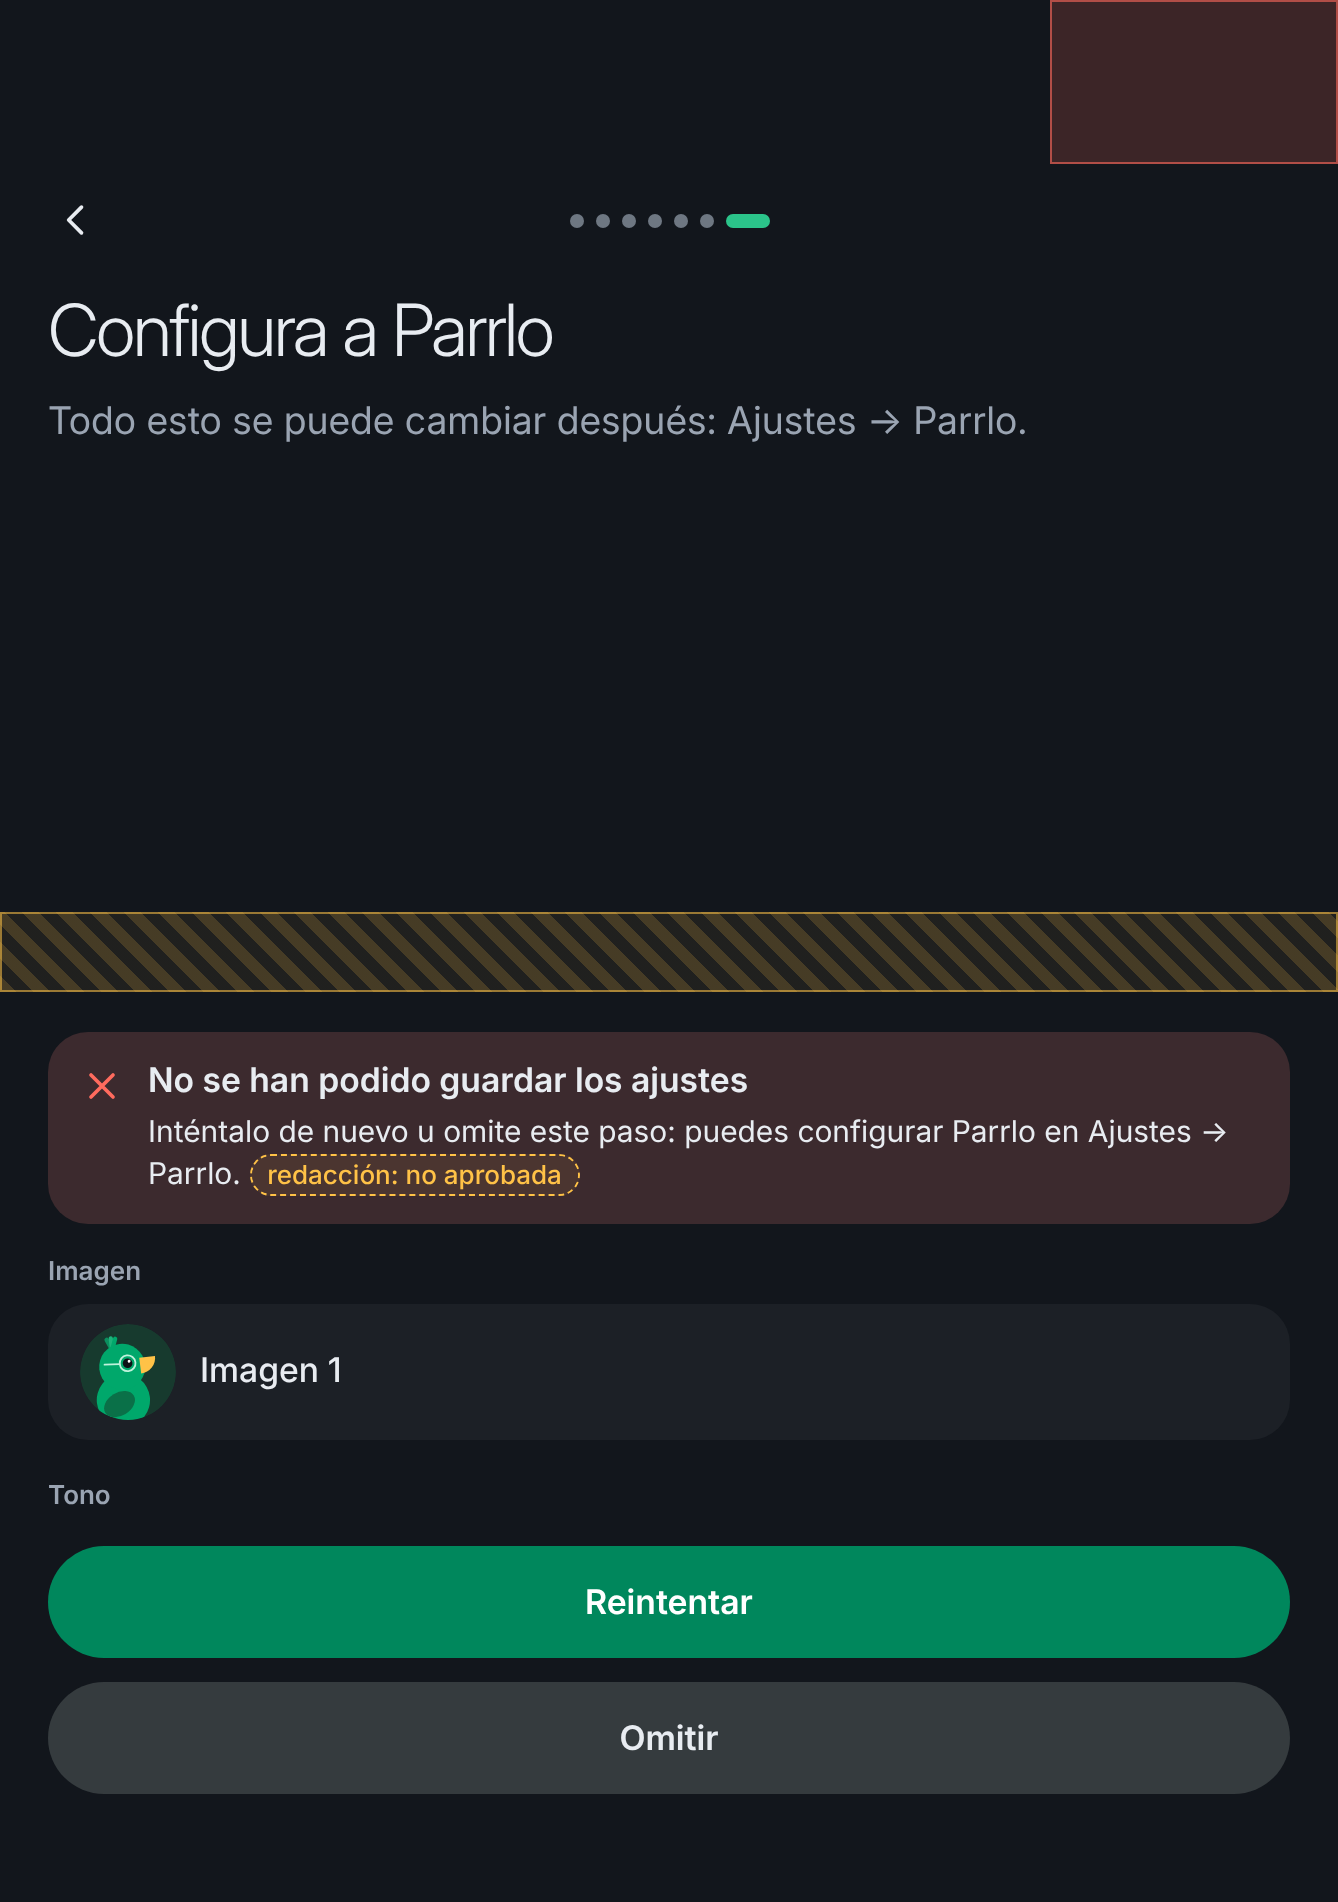 Configura a Parrlo
Todo esto se puede cambiar después: Ajustes → Parrlo.
No se han podido guardar los ajustes
Inténtalo de nuevo u omite este paso: puedes configurar Parrlo en Ajustes →
Parrlo. redacción: no aprobada
Imagen
Imagen 1
Tono
Reintentar
Omitir